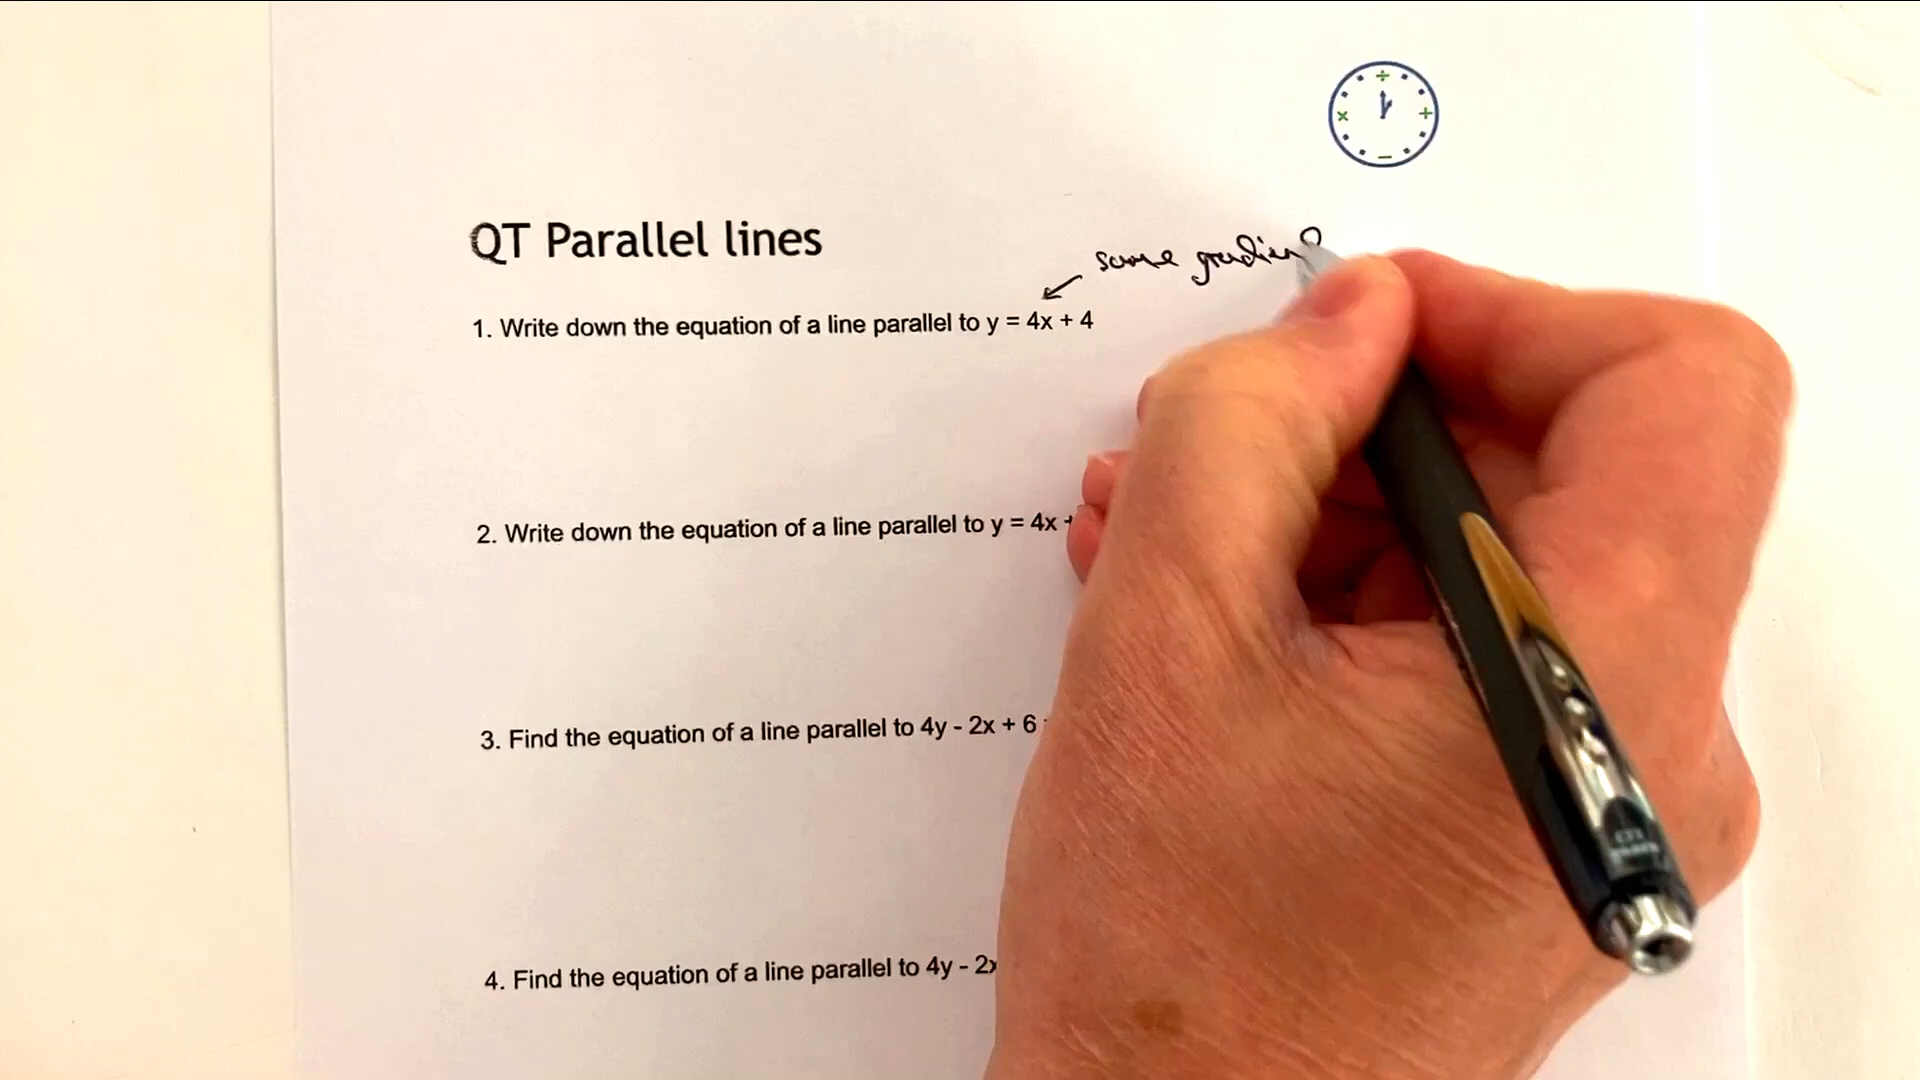 QT Parallel lines
same gradien
1. Write down the equation of a line parallel to y = 4x + 4
2. Write down the equation of a line parallel to y = 4x +
3. Find the equation of a line parallel to 4y - 2x + 6
4. Find the equation of a line parallel to 4y - 2x